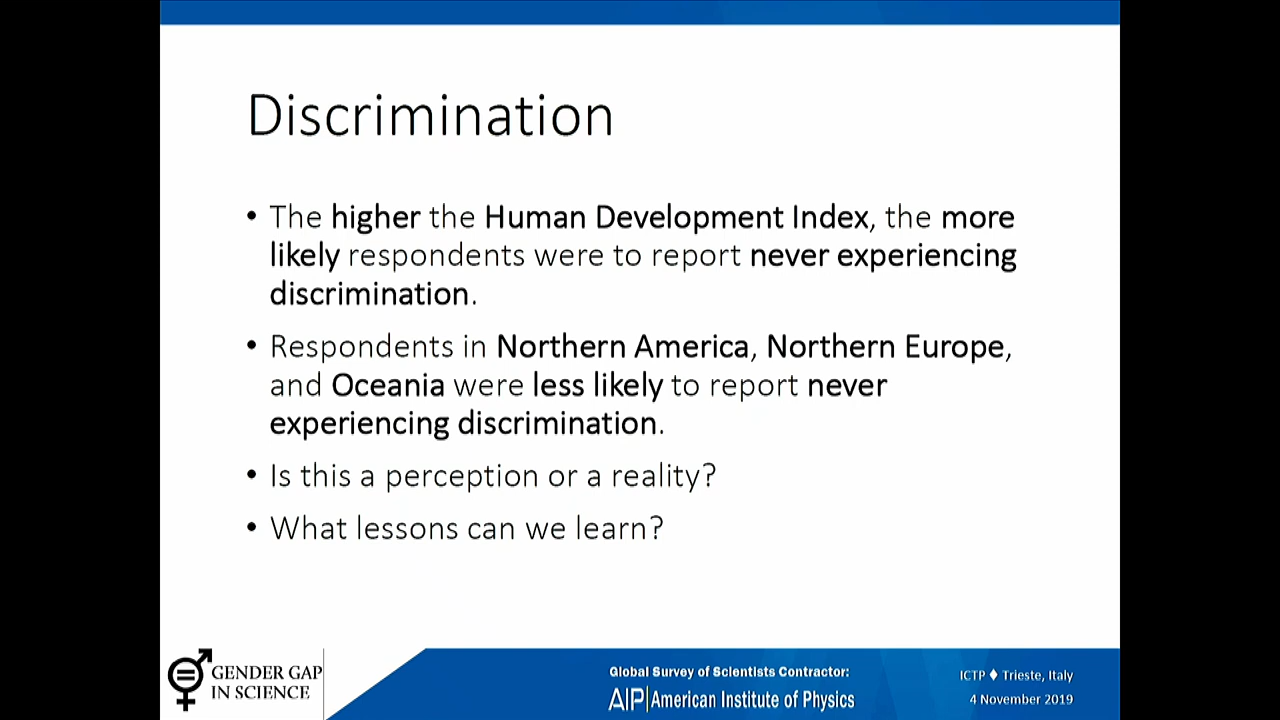 Discrimination
• The higher the Human Development Index, the more
likely respondents were to report never experiencing
discrimination.
• Respondents in Northern America, Northern Europe,
and Oceania were less likely to report never
experiencing discrimination.
• Is this a perception or a reality?
• What lessons can we learn?
GENDER GAP
IN SCIENCE
Global Survey of Scientists Contractor:
AIP|American Institute of Physics
ICTP ♦ Trieste, Italy
4 November 2019